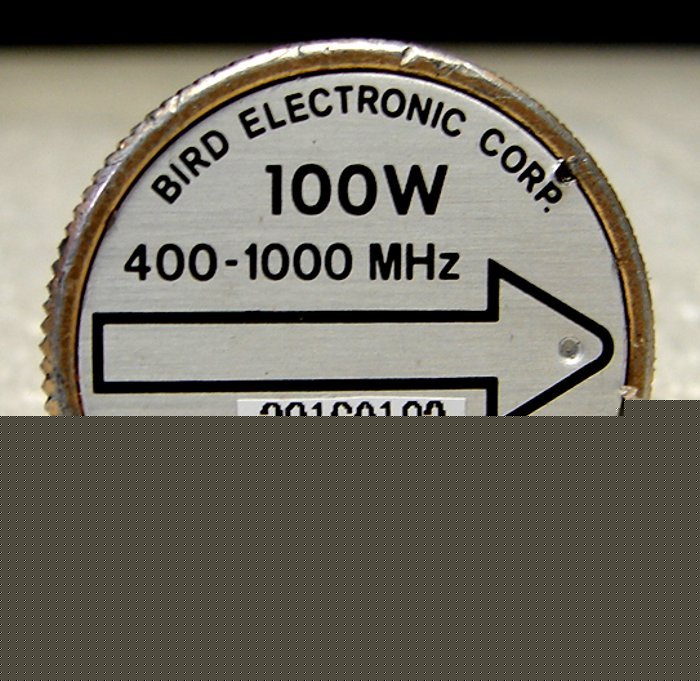 BIRD ELECTRONIC CORP.
100W
400-1000 MHz